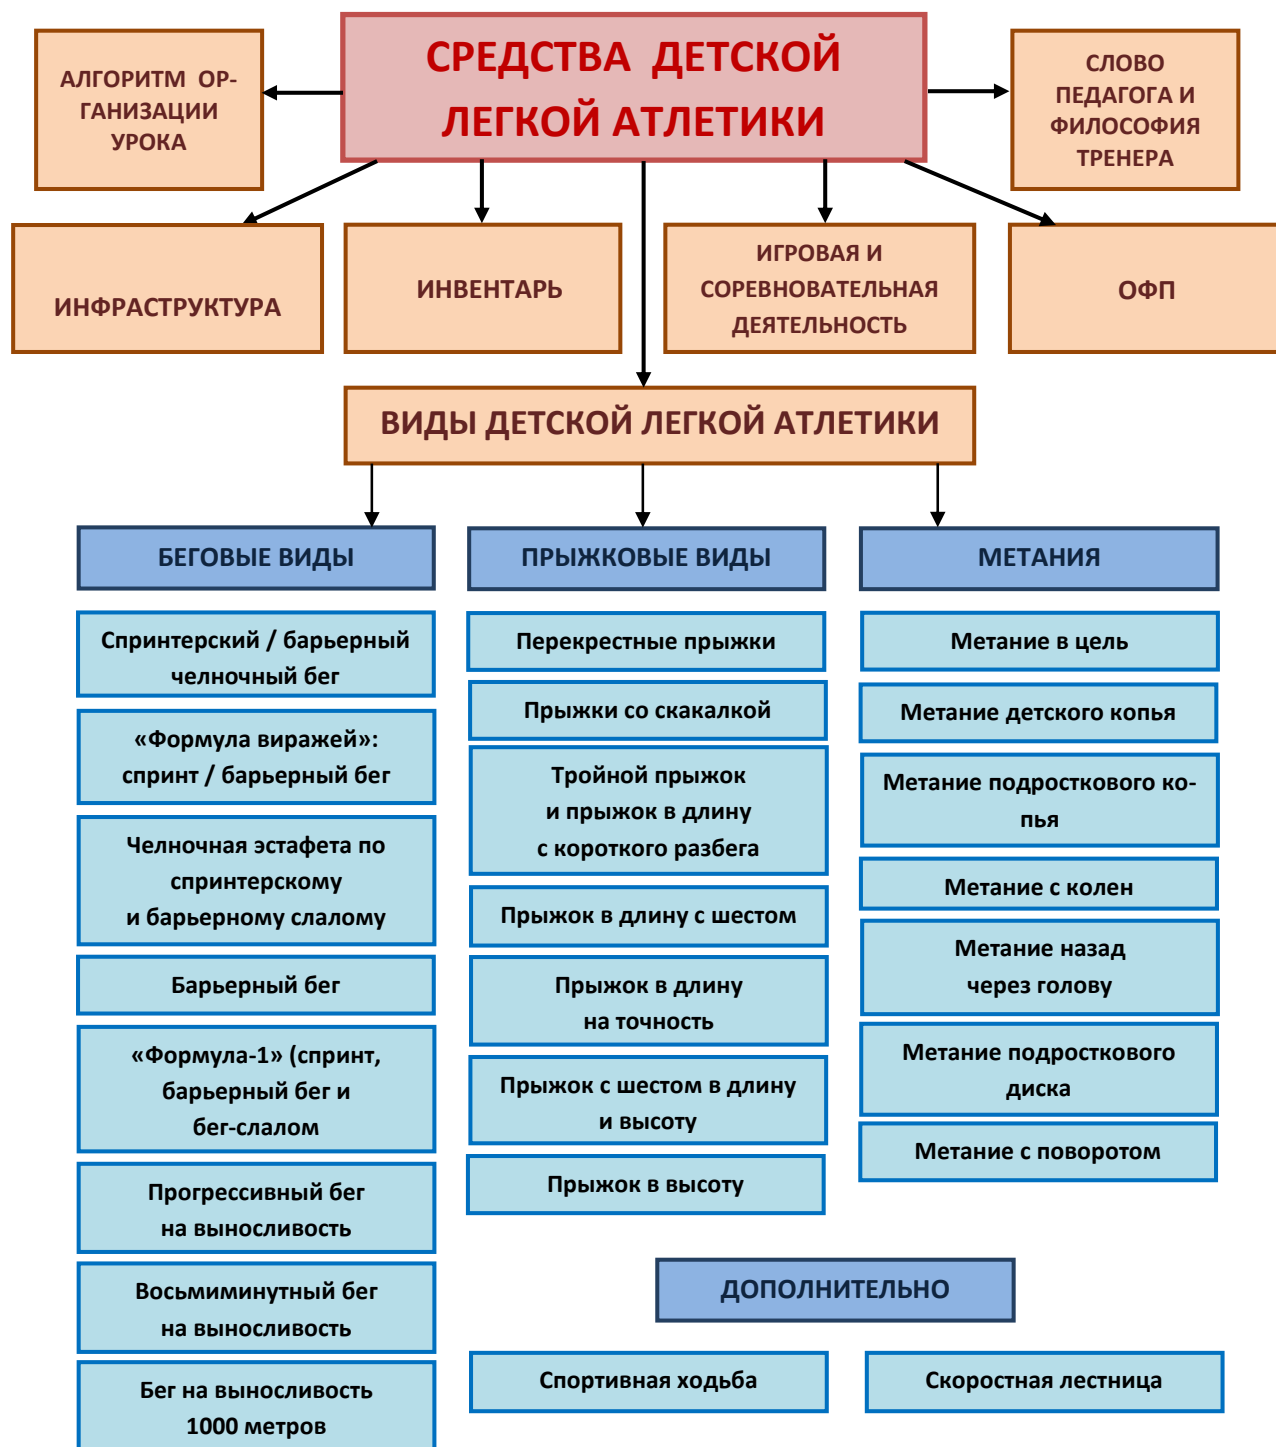 СРЕДСТВА ДЕТСКОЙ
ЛЕГКОЙ АТЛЕТИКИ
АЛГОРИТМ ОР-
ГАНИЗАЦИИ
УРОКА
СЛОВО
ПЕДАГОГА И
ФИЛОСОФИЯ
ТРЕНЕРА
ИНФРАСТРУКТУРА
ИНВЕНТАРЬ
ИГРОВАЯ И
СОРЕВНОВАТЕЛЬНАЯ
ДЕЯТЕЛЬНОСТЬ
ОФП
ВИДЫ ДЕТСКОЙ ЛЕГКОЙ АТЛЕТИКИ
БЕГОВЫЕ ВИДЫ
Спринтерский / барьерный
челночный бег
«Формула виражей»:
спринт / барьерный бег
Челночная эстафета по
спринтерскому
и барьерному слалому
Барьерный бег
«Формула-1» (спринт,
барьерный бег и
бег-слалом
Прогрессивный бег
на выносливость
Восьмиминутный бег
на выносливость
Бег на выносливость
1000 метров
ПРЫЖКОВЫЕ ВИДЫ
Перекрестные прыжки
Прыжки со скакалкой
Тройной прыжок
и прыжок в длину
с короткого разбега
Прыжок в длину с шестом
Прыжок в длину
на точность
Прыжок с шестом в длину
и высоту
Прыжок в высоту
МЕТАНИЯ
Метание в цель
Метание детского копья
Метание подросткового ко-
пья
Метание с колен
Метание назад
через голову
Метание подросткового
диска
Метание с поворотом
ДОПОЛНИТЕЛЬНО
Спортивная ходьба
Скоростная лестница